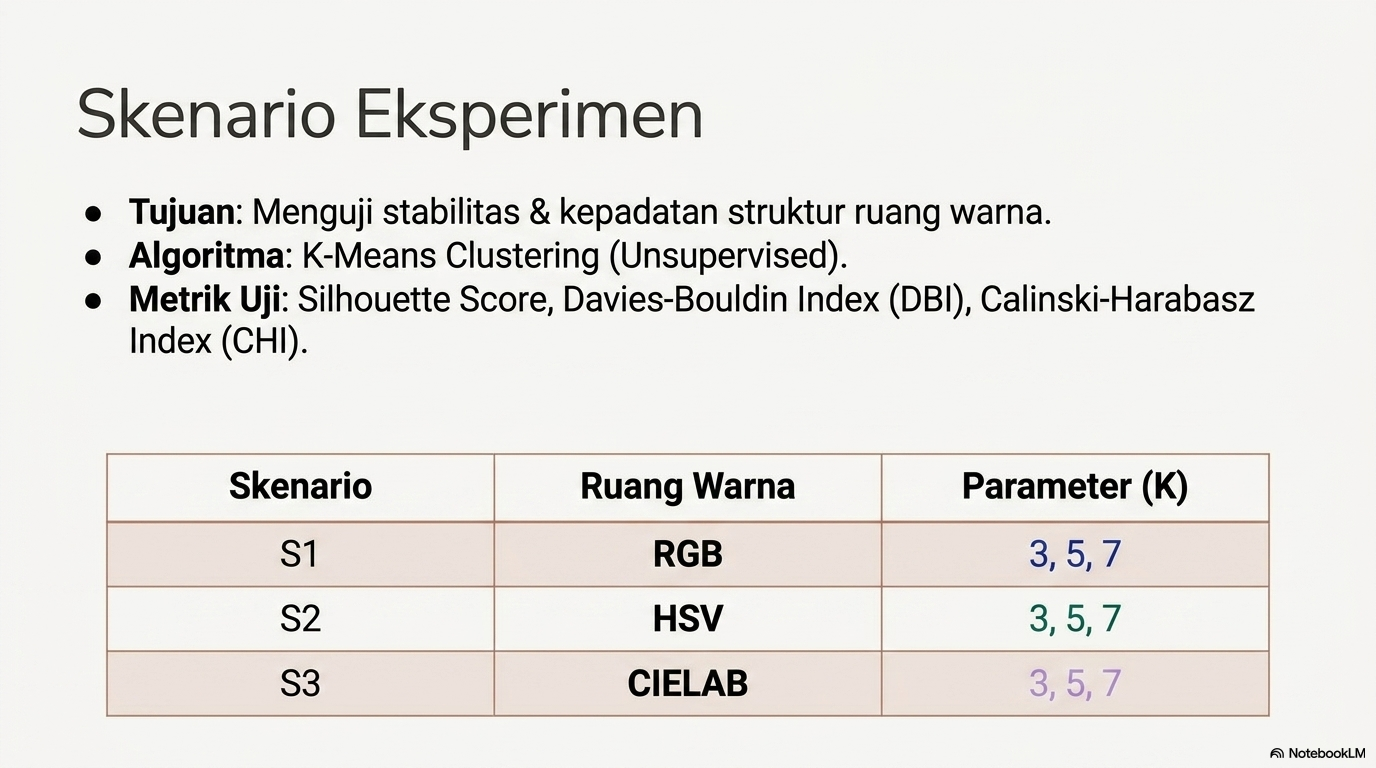 Skenario Eksperimen
● Tujuan: Menguji stabilitas & kepadatan struktur ruang warna.
● Algoritma: K-Means Clustering (Unsupervised).
● Metrik Uji: Silhouette Score, Davies-Bouldin Index (DBI), Calinski-Harabasz
Index (CHI).
Skenario Ruang Warna Parameter (K)
S1 RGB 3, 5, 7
S2 HSV 3, 5, 7
S3 CIELAB 3, 5, 7
NotebookLM